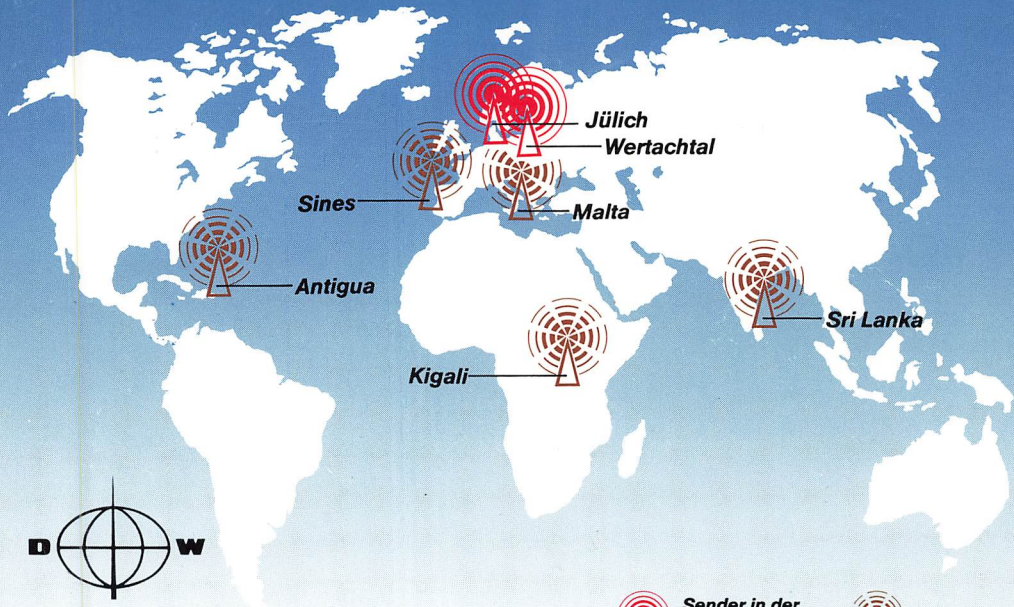 Jülich
Wertachtal
Sines
Malta
Antigua
Sri Lanka
Kigali
D W
Sender in der